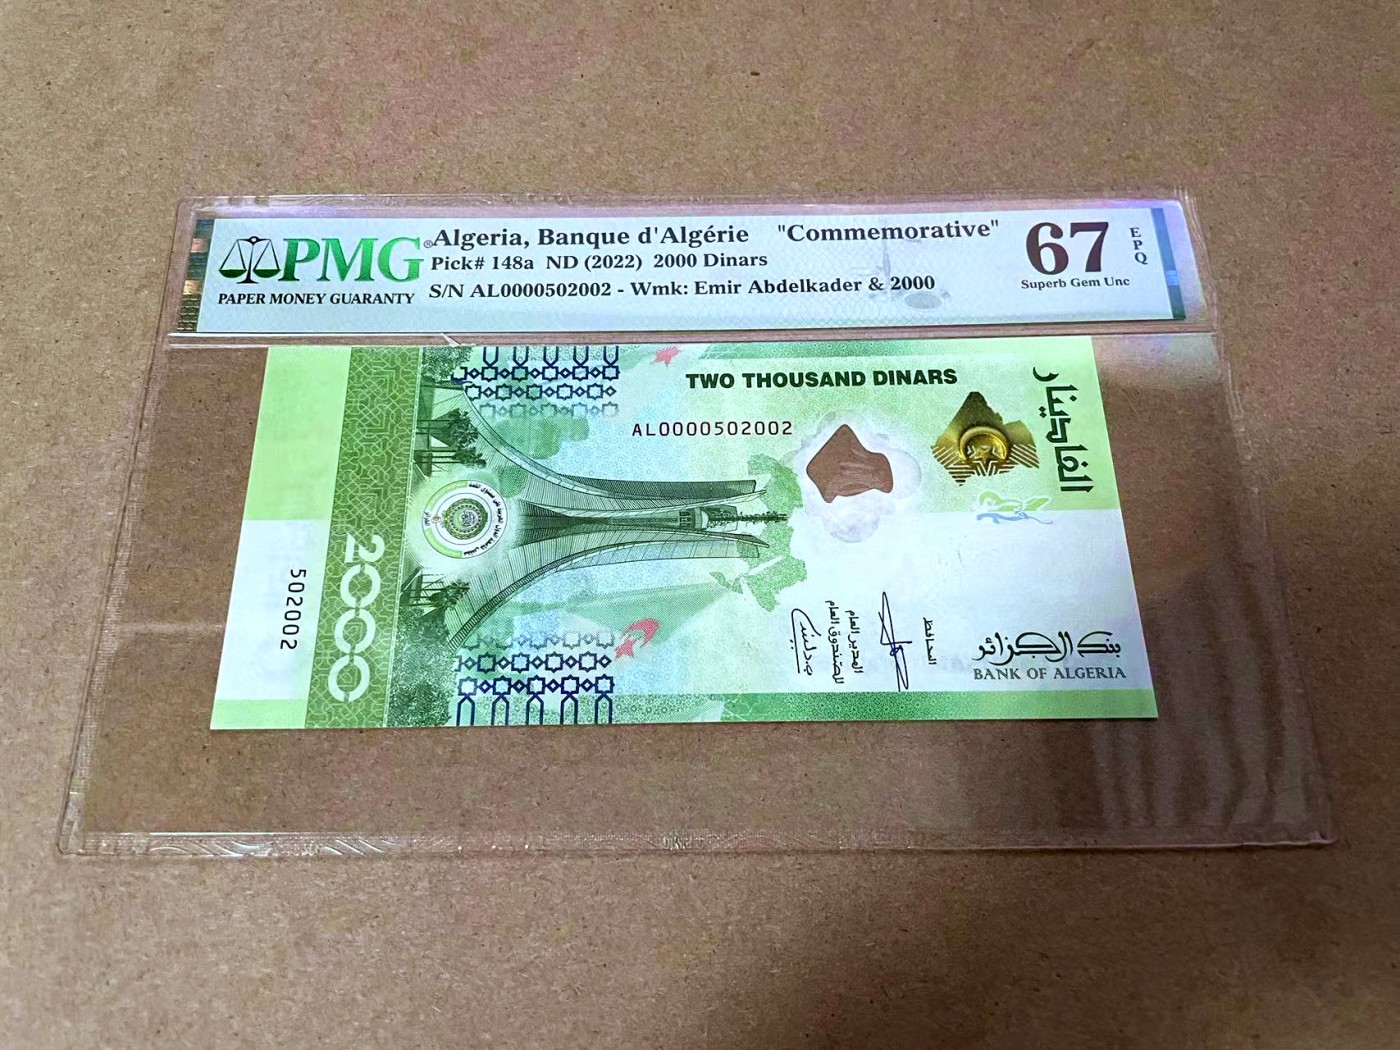 PMG®
PAPER MONEY GUARANTY
Algeria, Banque d'Algérie "Commemorative"
Pick# 148a ND (2022) 2000 Dinars
S/N AL0000502002 - Wmk: Emir Abdelkader & 2000
67
EPQ
Superb Gem Unc
TWO THOUSAND DINARS
AL0000502002
ألفا دينار
2000
502002
المحافظ
المدير العام
للصندوق العام
بنك الجزائر
BANK OF ALGERIA